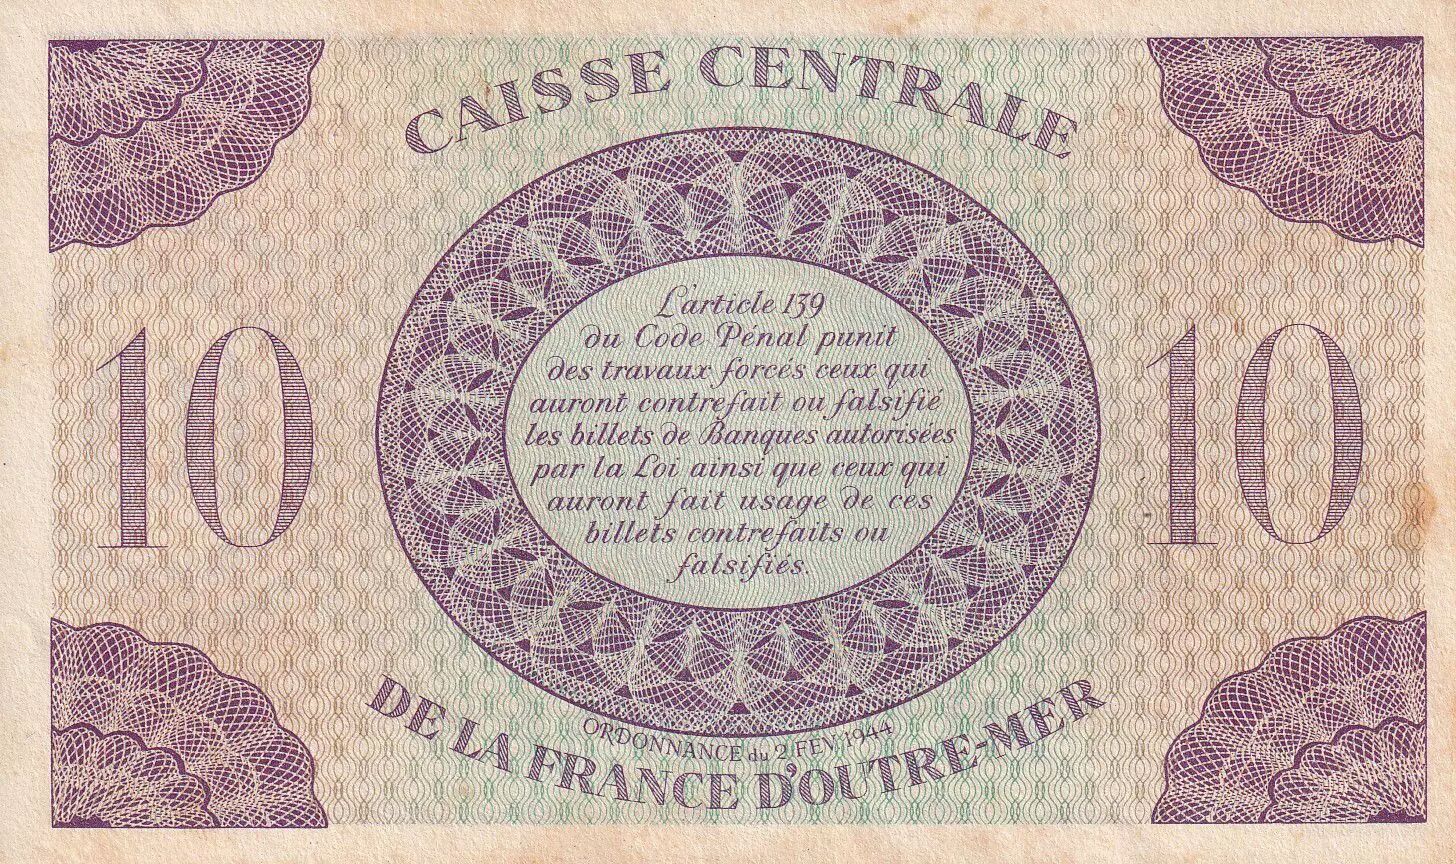 CAISSE CENTRALE
L'article 139
du Code Pénal punit
des travaux forcés ceux qui
auront contrefait ou falsifié
10
10
les billets de Banques autorisées
par la Loi ainsi que ceux qui
auront fait usage de ces
billets contrefaits ou
falsifiés.
ORDONNANCE du 2 FEV. 1944
DE LA FRANCE D'OUTRE-MER